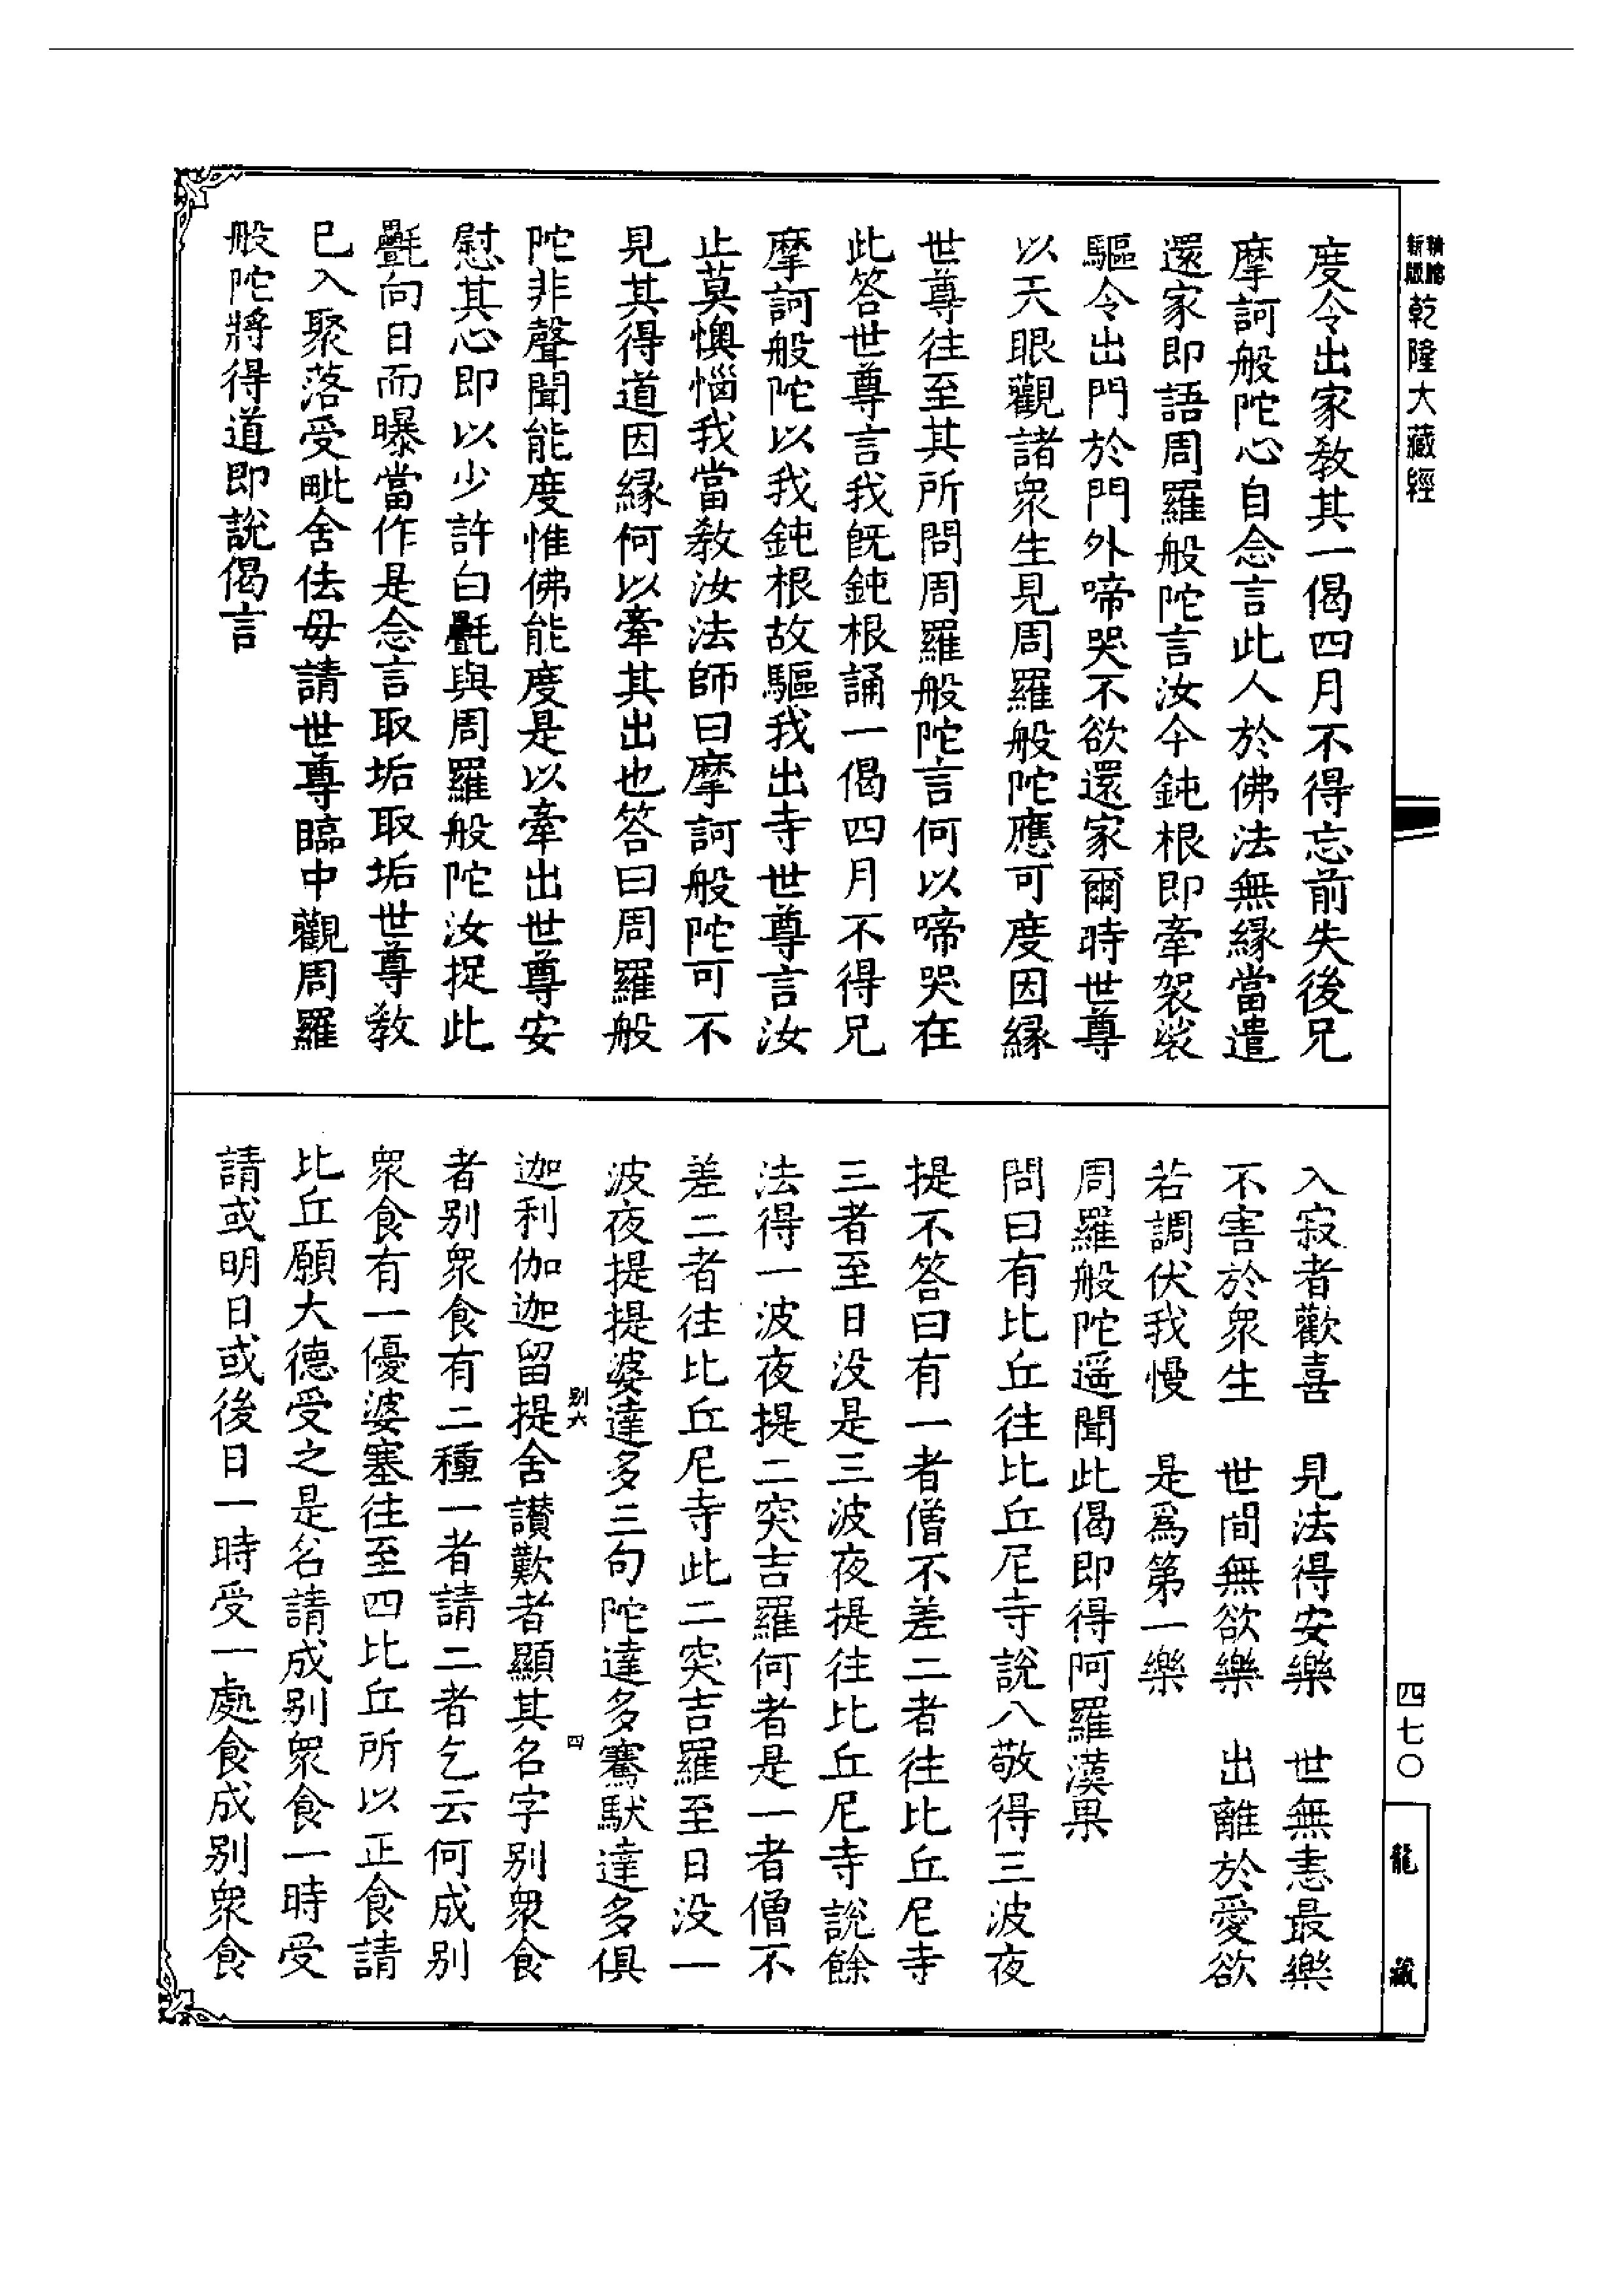 新版
乾隆大藏經
度令出家教其一偈四月不得忘前失後兄
摩訶般陀心自念言此人於佛法無緣當遣
還家即語周羅般陀言汝今鈍根即牽袈裟
驅令出門於門外啼哭不欲還家爾時世尊
以天眼觀諸衆生見周羅般陀應可度因緣
世尊往至其所問周羅般陀言何以啼哭在
此答世尊言我既鈍根誦一偈四月不得兄
摩訶般陀以我鈍根故驅我出寺世尊言汝
止莫懊惱我當教汝法師曰摩訶般陀可不
見其得道因緣何以牽其出也答曰周羅般
陀非聲聞能度惟佛能度是以牽出世尊安
慰其心即以少許白氎與周羅般陀汝捉此
氎向日而曝當作是念言取垢取垢世尊教
已入聚落受毗舍佉母請世尊臨中觀周羅
般陀將得道即說偈言
入寂者歡喜　見法得安樂　世無恚最樂
不害於衆生　世間無欲樂　出離於愛欲
若調伏我慢　是爲第一樂
周羅般陀遥聞此偈即得阿羅漢果
問曰有比丘往比丘尼寺說八敬得三波夜
提不答曰有一者僧不差二者往比丘尼寺
三者至日没是三波夜提往比丘尼寺說餘
法得一波夜提二突吉羅何者是一者僧不
差二者往比丘尼寺此二突吉羅至日没一
波夜提提婆達多三句陀達多騫馱達多俱
迦利伽迦留提舍讚歎者顯其名字别衆食
别六
四
者别衆食有二種一者請二者乞云何成别
衆食有一優婆塞往至四比丘所以正食請
比丘願大德受之是名請成别衆食一時受
請或明日或後日一時受一處食成别衆食
四七〇
龍藏